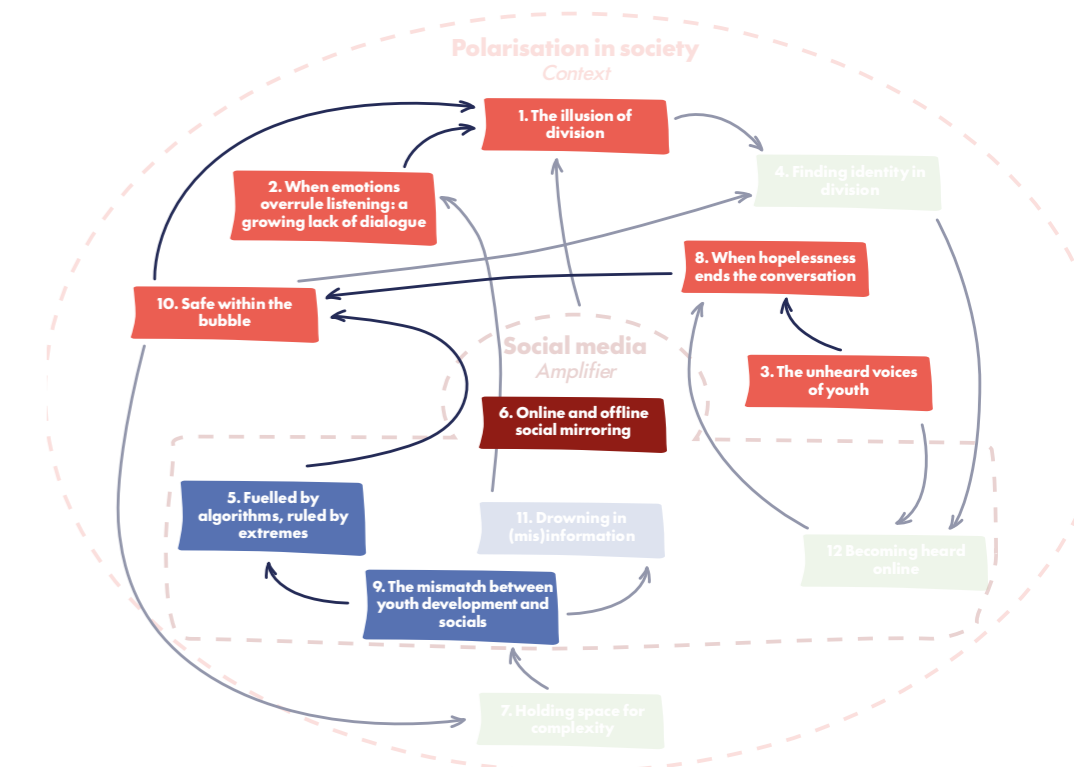 Polarisation in society
Context
1. The illusion of
division
4. Finding identity in
division
2. When emotions
overrule listening: a
growing lack of dialogue
8. When hopelessness
ends the conversation
10. Safe within the
bubble
Social media
Amplifier
3. The unheard voices
of youth
6. Online and offline
social mirroring
5. Fuelled by
algorithms, ruled by
extremes
11. Drowning in
(mis)information
12 Becoming heard
online
9. The mismatch between
youth development and
socials
7. Holding space for
complexity